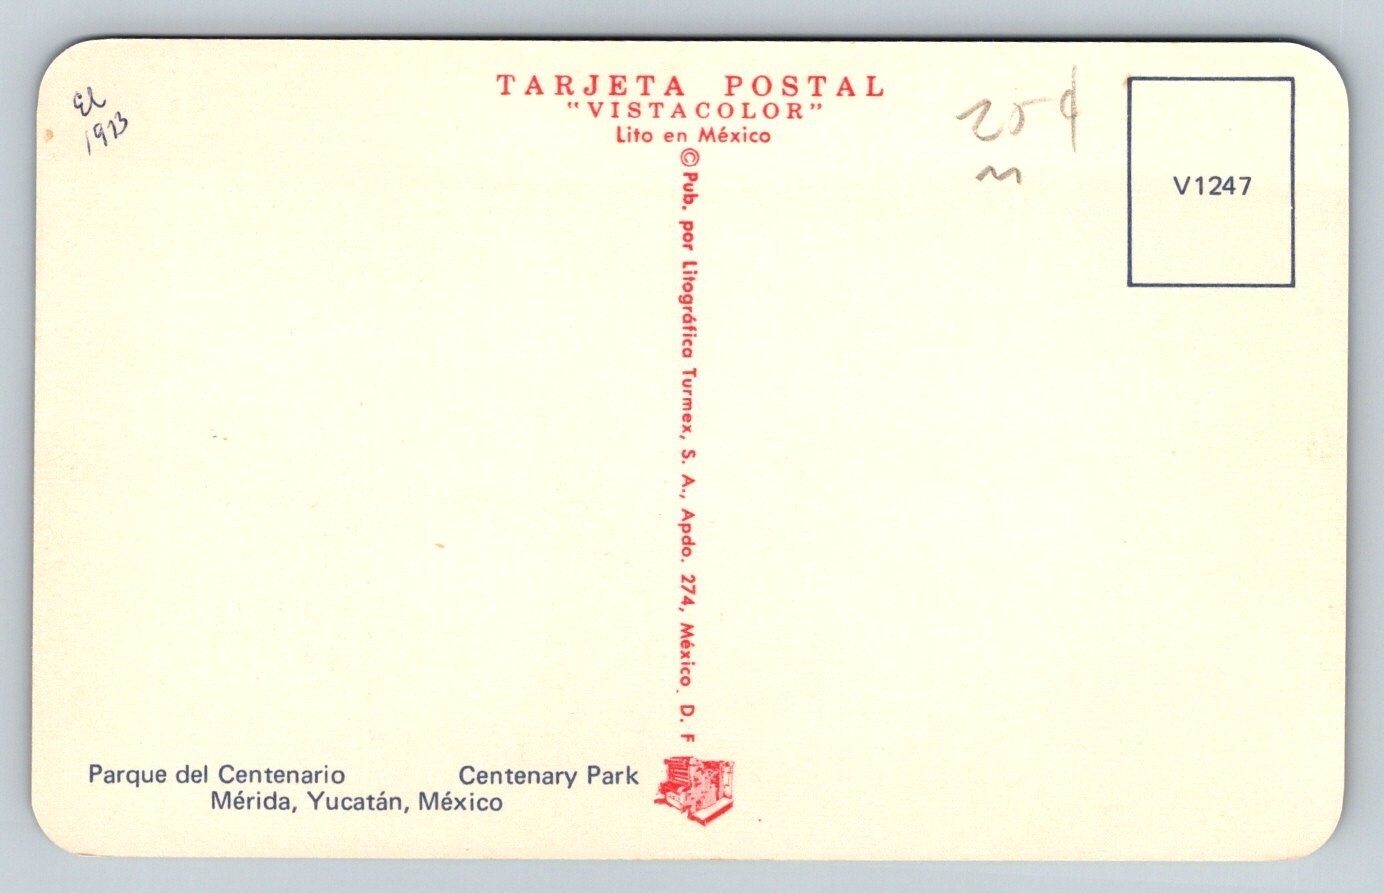 El
1973
TARJETA POSTAL
"VISTACOLOR"
Lito en México
25¢
V1247
© Pub. por Litográfica Turmex, S. A., Apdo. 274, México. D. F
Parque del Centenario Centenary Park
Mérida, Yucatán, México